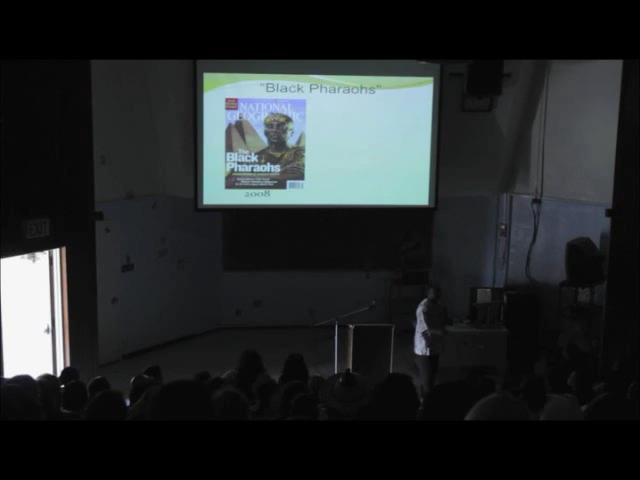 "Black Pharaohs"
NATIONAL
GEOGRAPHIC
The
Black
Pharaohs
2008
EXIT